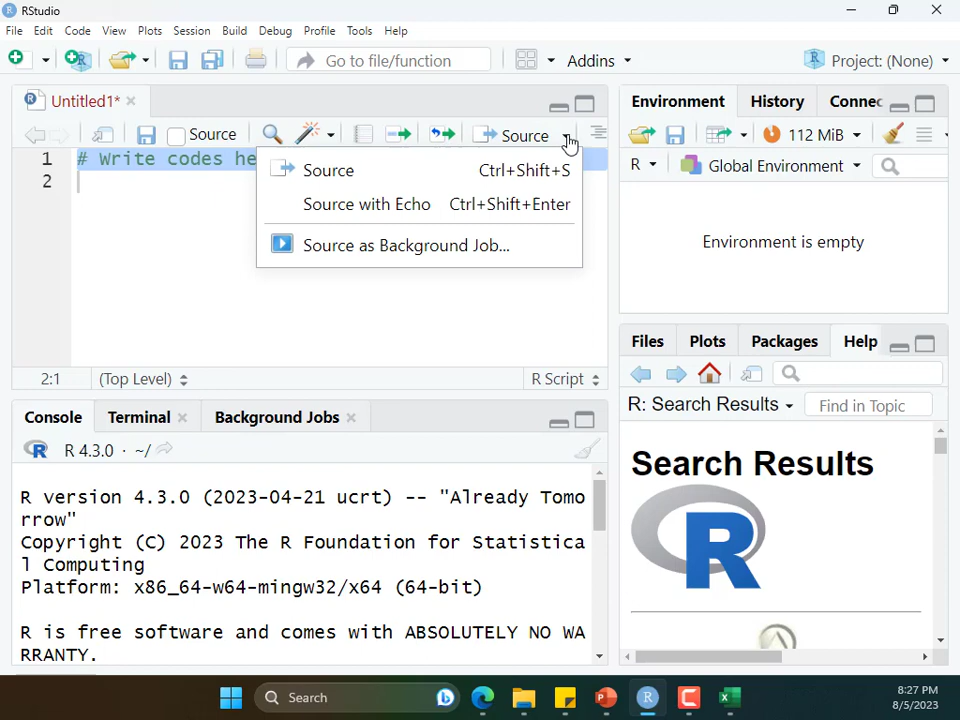 RStudio
File Edit Code View Plots Session Build Debug Profile Tools Help
Go to file/function Addins Project: (None)
Untitled1*
Source Source
1 # Write codes he
2
Source Ctrl+Shift+S
Source with Echo Ctrl+Shift+Enter
Source as Background Job...
2:1 (Top Level) R Script
Console Terminal Background Jobs
R 4.3.0 · ~/
R version 4.3.0 (2023-04-21 ucrt) -- "Already Tomo
rrow"
Copyright (C) 2023 The R Foundation for Statistica
l Computing
Platform: x86_64-w64-mingw32/x64 (64-bit)
R is free software and comes with ABSOLUTELY NO WA
RRANTY.
Environment History Connec
112 MiB
R Global Environment
Environment is empty
Files Plots Packages Help
R: Search Results Find in Topic
Search Results
R
Search
8:27 PM
8/5/2023